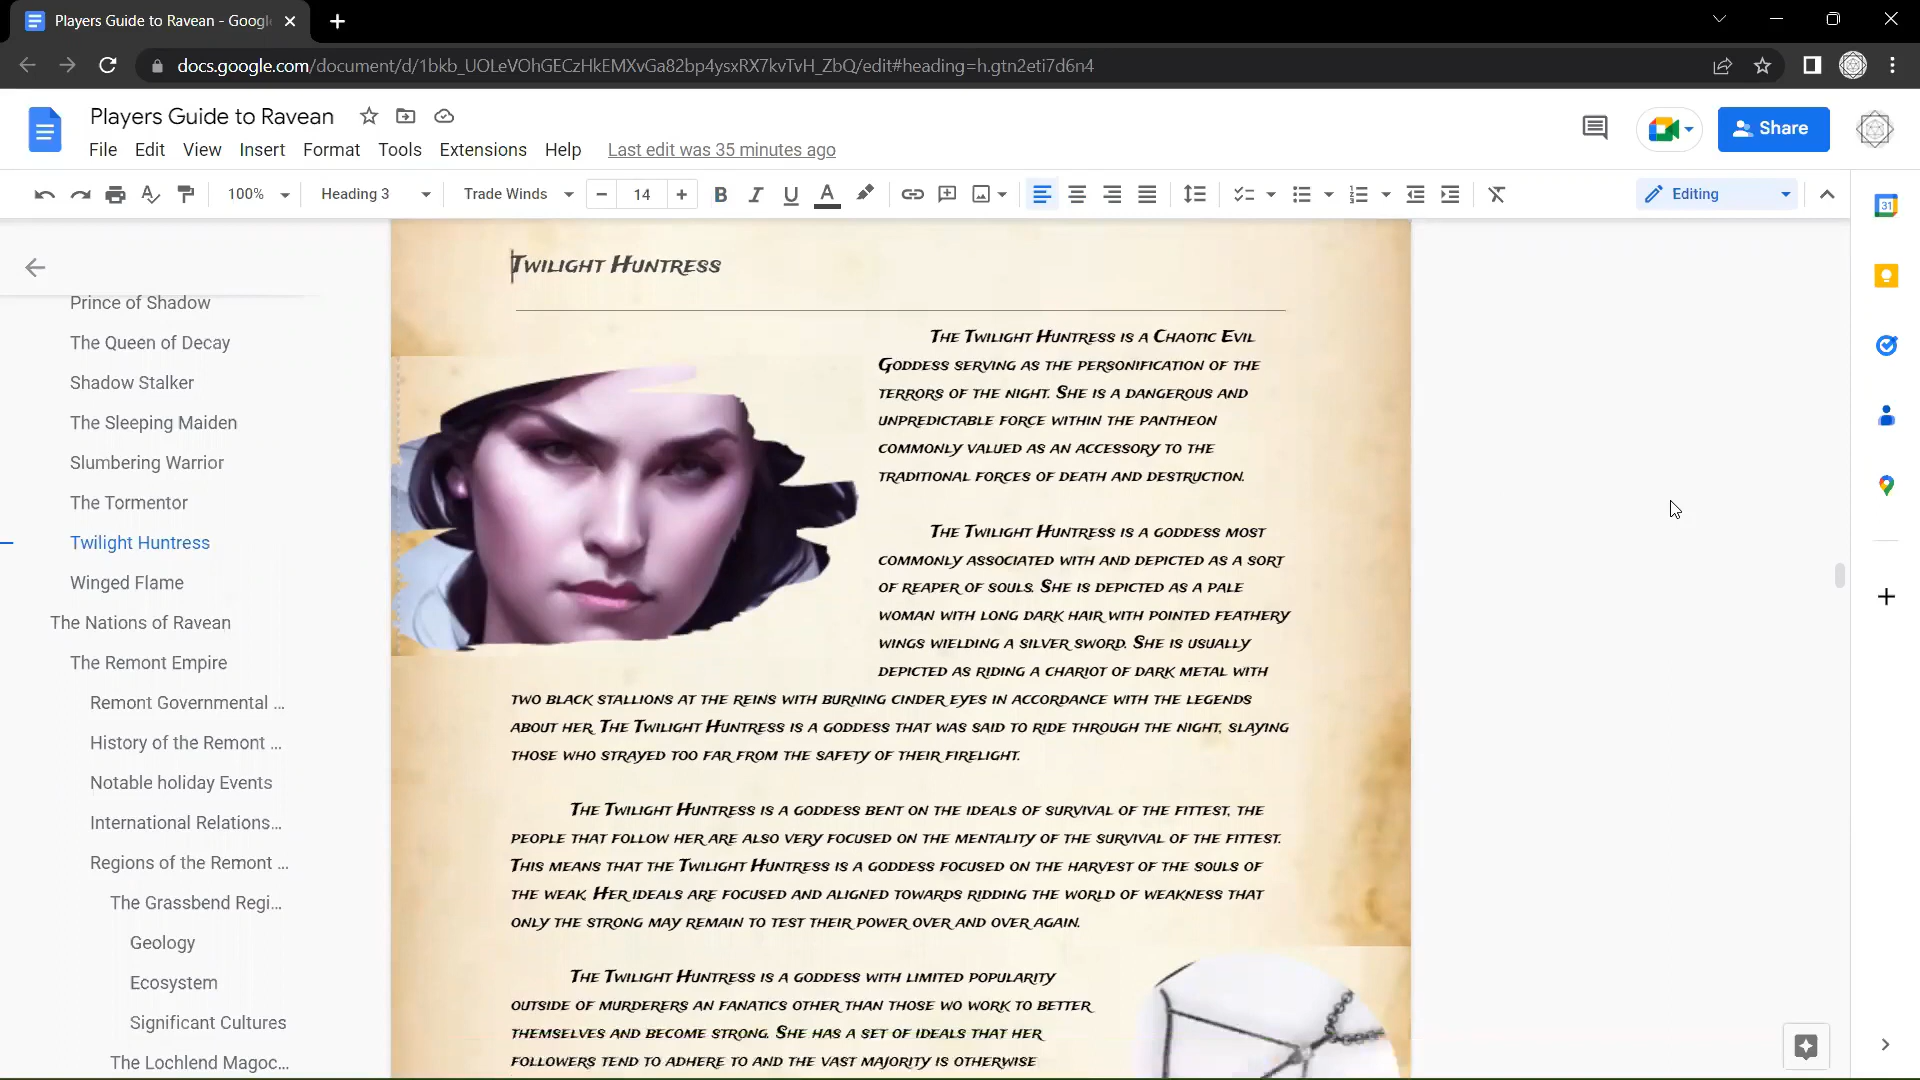 Players Guide to Ravean - Googl
docs.google.com/document/d/1bkb_UOLeVOhGECzHkEMXvGa82bp4ysxRX7kvTvH_ZbQ/edit#heading=h.gtn2eti7d6n4
Players Guide to Ravean
File Edit View Insert Format Tools Extensions Help Last edit was 35 minutes ago
Share
100% Heading 3 Trade Winds 14 B I U A Editing
31
Prince of Shadow
The Queen of Decay
Shadow Stalker
The Sleeping Maiden
Slumbering Warrior
The Tormentor
Twilight Huntress
Winged Flame
The Nations of Ravean
The Remont Empire
Remont Governmental ...
History of the Remont ...
Notable holiday Events
International Relations...
Regions of the Remont ...
The Grassbend Regi...
Geology
Ecosystem
Significant Cultures
The Lochlend Magoc...
Twilight Huntress
The Twilight Huntress is a Chaotic Evil
Goddess serving as the personification of the
terrors of the night. She is a dangerous and
unpredictable force within the pantheon
commonly valued as an accessory to the
traditional forces of death and destruction.
The Twilight Huntress is a goddess most
commonly associated with and depicted as a sort
of reaper of souls. She is depicted as a pale
woman with long dark hair with pointed feathery
wings wielding a silver sword. She is usually
depicted as riding a chariot of dark metal with
two black stallions at the reins with burning cinder eyes in accordance with the legends
about her. The Twilight Huntress is a goddess that was said to ride through the night, slaying
those who strayed too far from the safety of their firelight.
The Twilight Huntress is a goddess bent on the ideals of survival of the fittest, the
people that follow her are also very focused on the mentality of the survival of the fittest.
This means that the Twilight Huntress is a goddess focused on the harvest of the souls of
the weak. Her ideals are focused and aligned towards ridding the world of weakness that
only the strong may remain to test their power over and over again.
The Twilight Huntress is a goddess with limited popularity
outside of murderers an fanatics other than those wo work to better
themselves and become strong. She has a set of ideals that her
followers tend to adhere to and the vast majority is otherwise